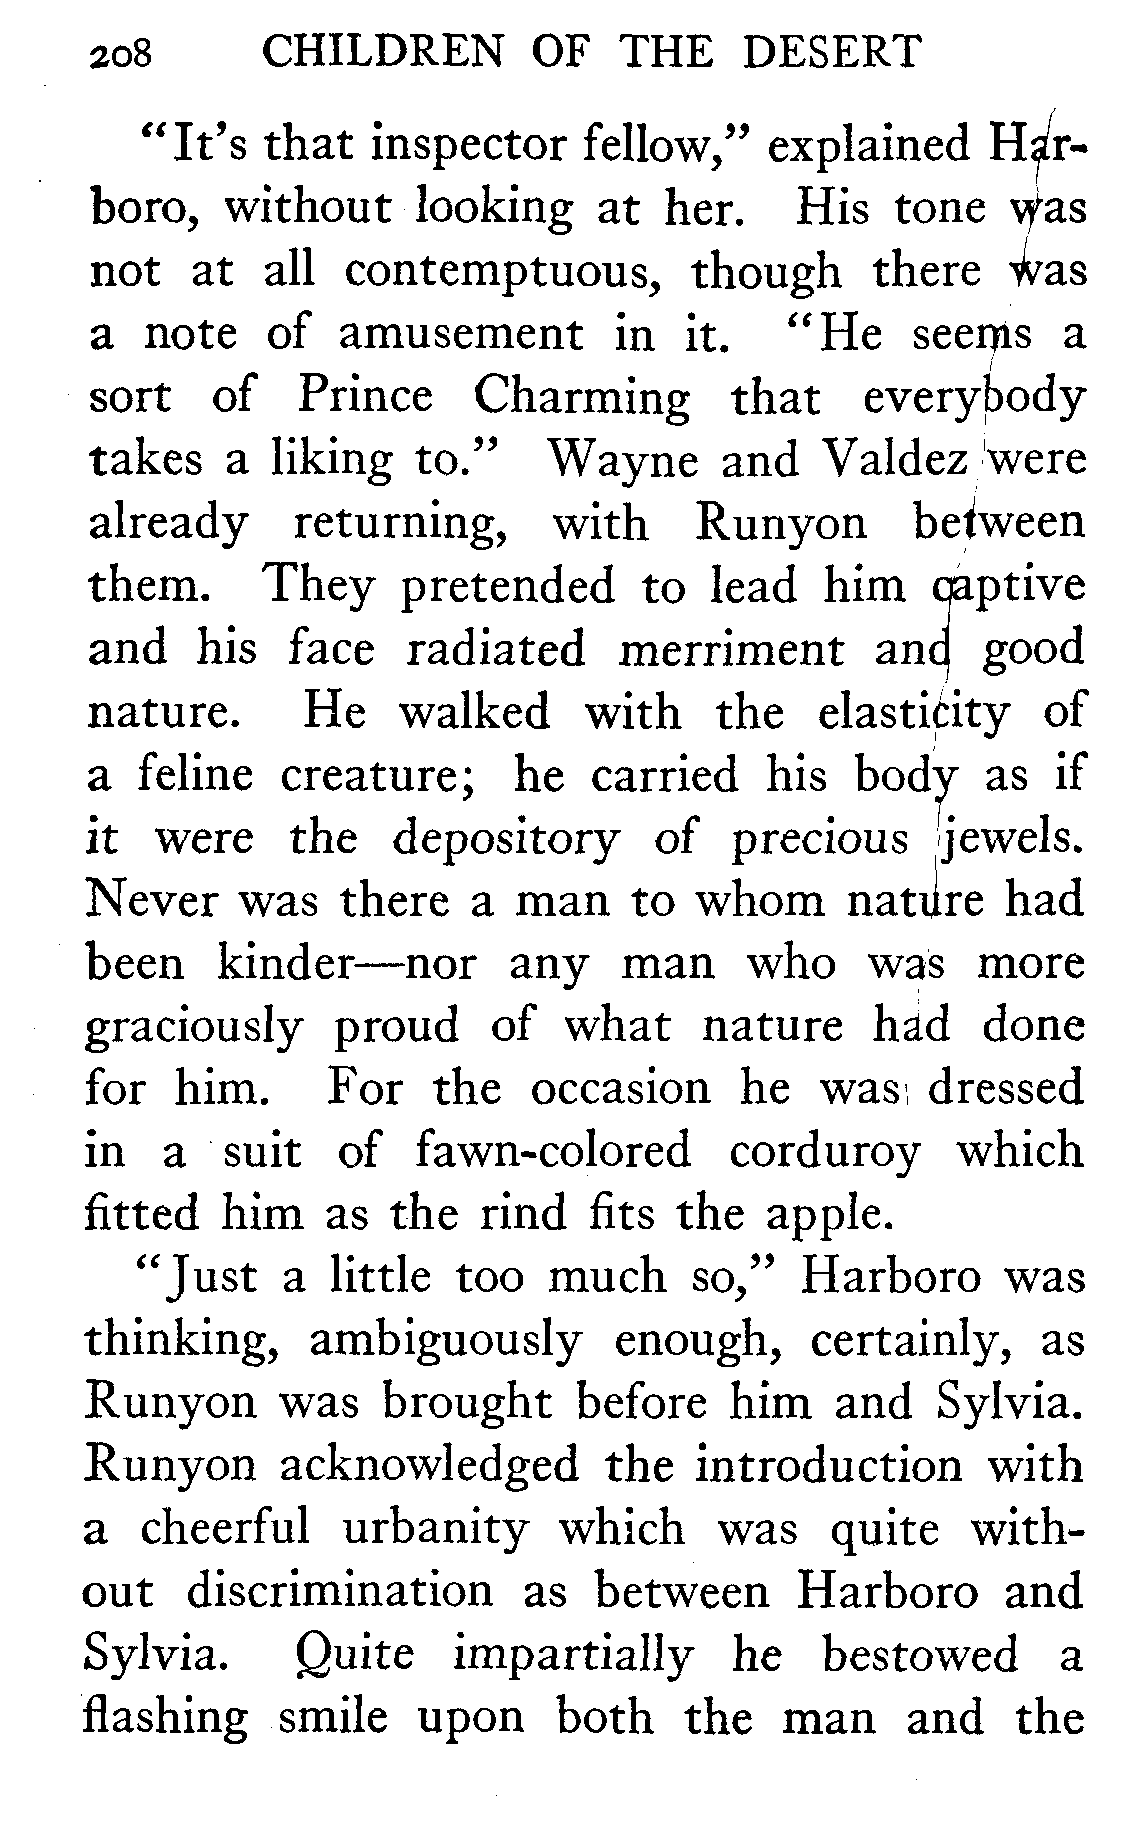 208 CHILDREN OF THE DESERT
"It's that inspector fellow," explained Har-
boro, without looking at her. His tone was
not at all contemptuous, though there was
a note of amusement in it. "He seems a
sort of Prince Charming that everybody
takes a liking to." Wayne and Valdez were
already returning, with Runyon between
them. They pretended to lead him captive
and his face radiated merriment and good
nature. He walked with the elasticity of
a feline creature; he carried his body as if
it were the depository of precious jewels.
Never was there a man to whom nature had
been kinder—nor any man who was more
graciously proud of what nature had done
for him. For the occasion he was dressed
in a suit of fawn-colored corduroy which
fitted him as the rind fits the apple.
"Just a little too much so," Harboro was
thinking, ambiguously enough, certainly, as
Runyon was brought before him and Sylvia.
Runyon acknowledged the introduction with
a cheerful urbanity which was quite with-
out discrimination as between Harboro and
Sylvia. Quite impartially he bestowed a
flashing smile upon both the man and the